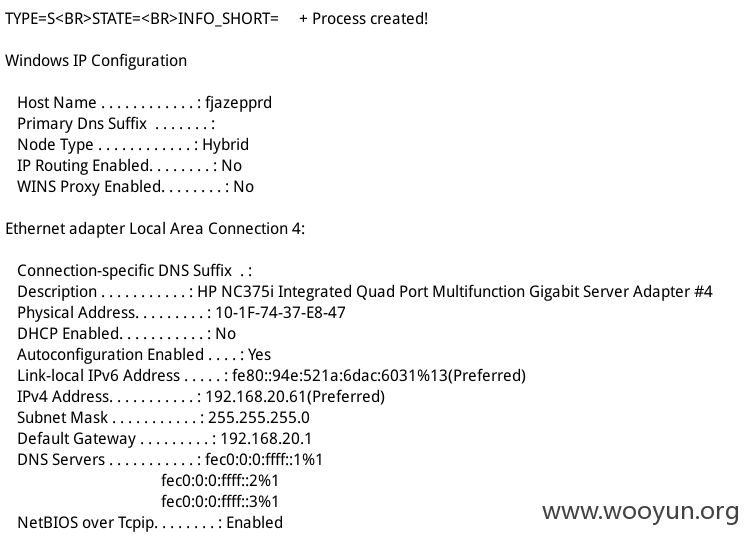 TYPE=S<BR>STATE=<BR>INFO_SHORT=     + Process created!
Windows IP Configuration
Host Name . . . . . . . . . . . . : fjazepprd
Primary Dns Suffix  . . . . . . . :
Node Type . . . . . . . . . . . . : Hybrid
IP Routing Enabled. . . . . . . . : No
WINS Proxy Enabled. . . . . . . . : No
Ethernet adapter Local Area Connection 4:
Connection-specific DNS Suffix  . :
Description . . . . . . . . . . . : HP NC375i Integrated Quad Port Multifunction Gigabit Server Adapter #4
Physical Address. . . . . . . . . : 10-1F-74-37-E8-47
DHCP Enabled. . . . . . . . . . . : No
Autoconfiguration Enabled . . . . : Yes
Link-local IPv6 Address . . . . . : fe80::94e:521a:6dac:6031%13(Preferred)
IPv4 Address. . . . . . . . . . . : 192.168.20.61(Preferred)
Subnet Mask . . . . . . . . . . . : 255.255.255.0
Default Gateway . . . . . . . . . : 192.168.20.1
DNS Servers . . . . . . . . . . . : fec0:0:0:ffff::1%1
fec0:0:0:ffff::2%1
fec0:0:0:ffff::3%1
NetBIOS over Tcpip. . . . . . . . : Enabled
www.wooyun.org